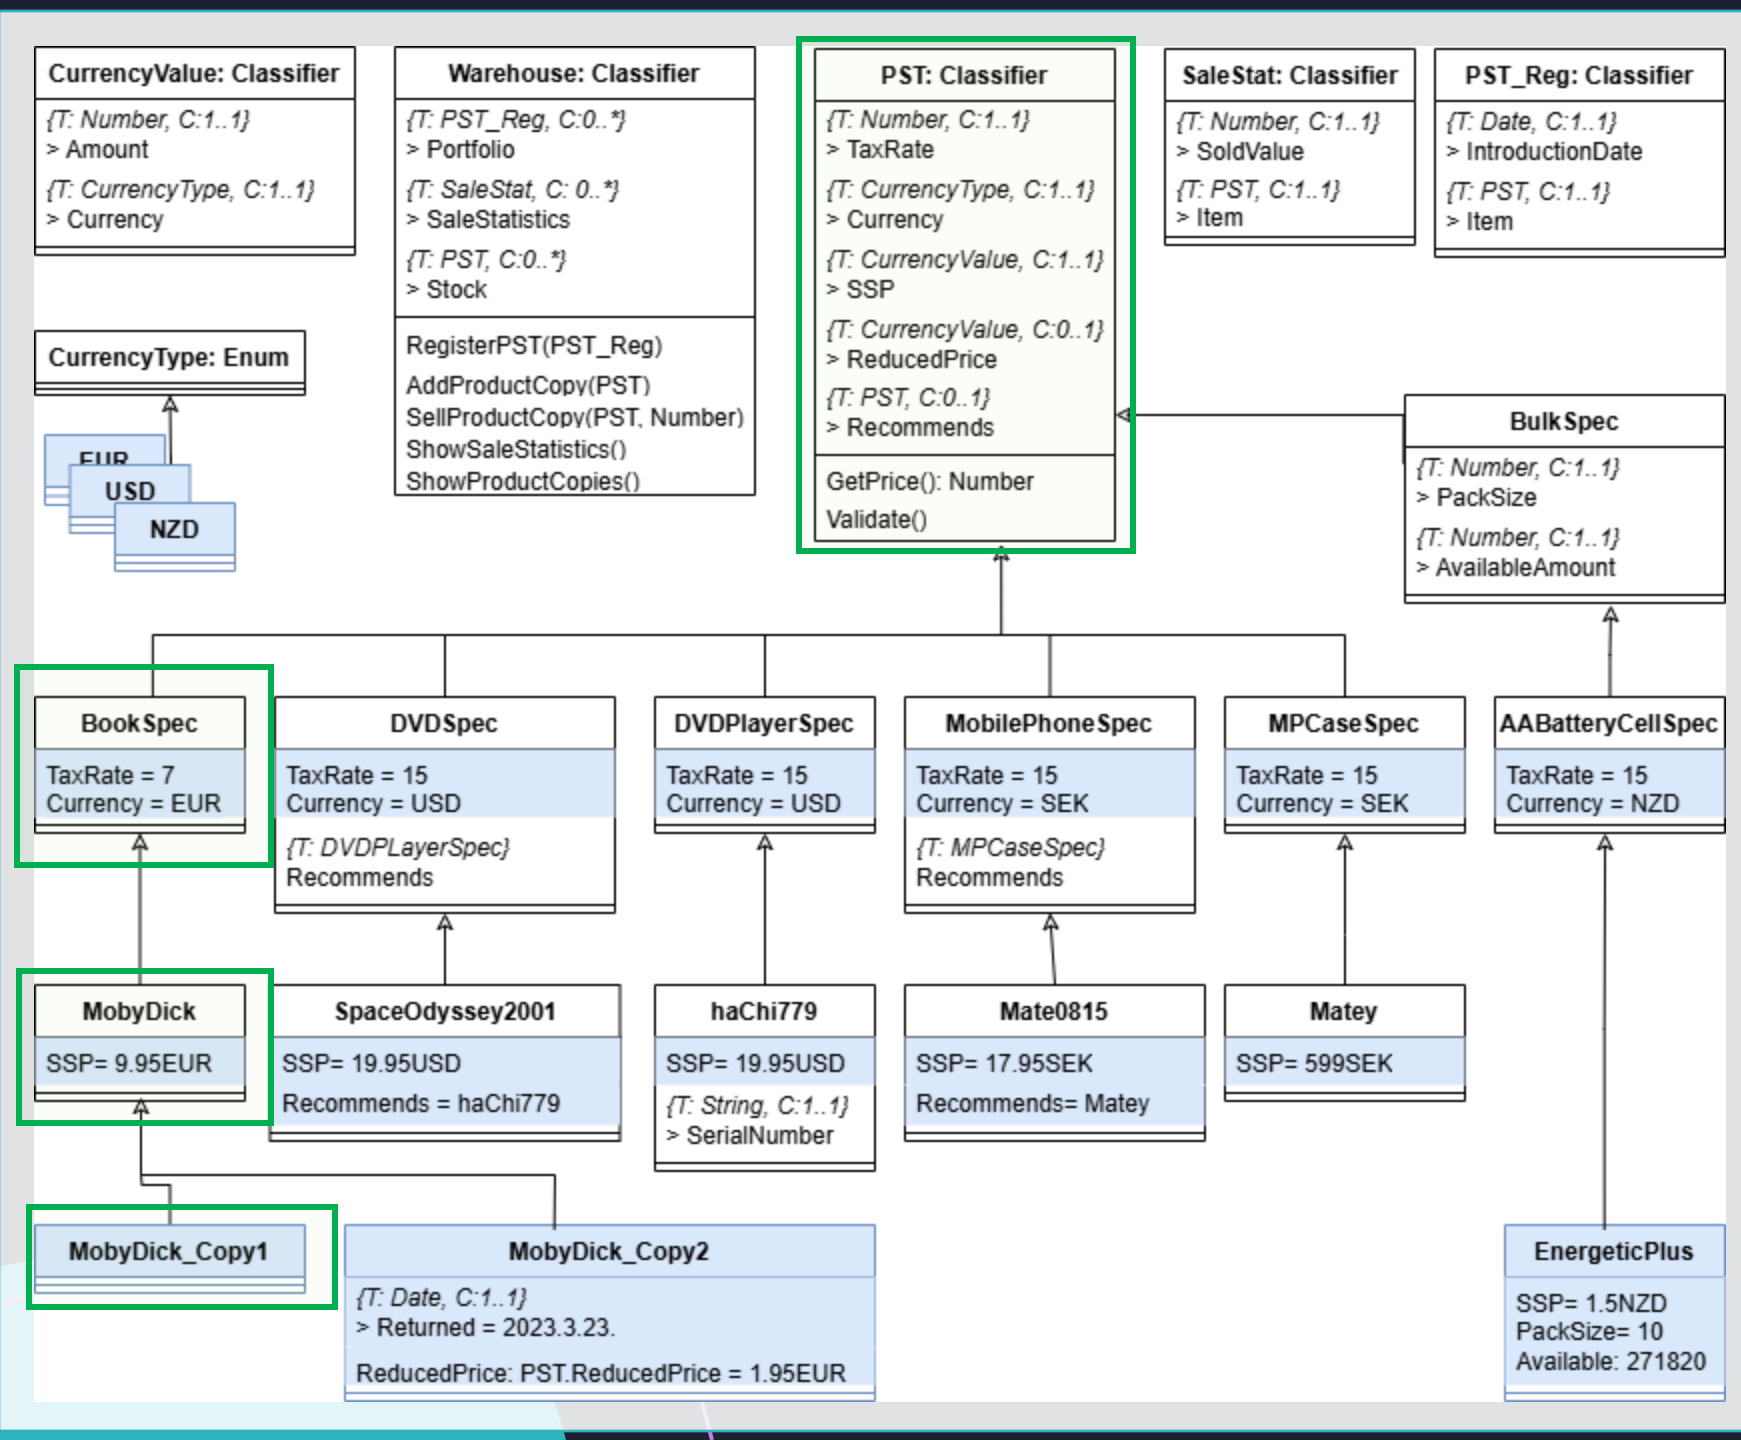 CurrencyValue: Classifier
{T: Number, C:1..1}
> Amount
{T: CurrencyType, C:1..1}
> Currency
Warehouse: Classifier
{T: PST_Reg, C:0..*}
> Portfolio
{T: SaleStat, C: 0..*}
> SaleStatistics
{T: PST, C:0..*}
> Stock
RegisterPST(PST_Reg)
AddProductCopy(PST)
SellProductCopy(PST, Number)
ShowSaleStatistics()
ShowProductCopies()
PST: Classifier
{T: Number, C:1..1}
> TaxRate
{T: CurrencyType, C:1..1}
> Currency
{T: CurrencyValue, C:1..1}
> SSP
{T: CurrencyValue, C:0..1}
> ReducedPrice
{T: PST, C:0..1}
> Recommends
GetPrice(): Number
Validate()
SaleStat: Classifier
{T: Number, C:1..1}
> SoldValue
{T: PST, C:1..1}
> Item
PST_Reg: Classifier
{T: Date, C:1..1}
> IntroductionDate
{T: PST, C:1..1}
> Item
CurrencyType: Enum
EUR
USD
NZD
BulkSpec
{T: Number, C:1..1}
> PackSize
{T: Number, C:1..1}
> AvailableAmount
BookSpec
TaxRate = 7
Currency = EUR
DVDSpec
TaxRate = 15
Currency = USD
{T: DVDPLayerSpec}
Recommends
DVDPlayerSpec
TaxRate = 15
Currency = USD
MobilePhoneSpec
TaxRate = 15
Currency = SEK
{T: MPCaseSpec}
Recommends
MPCaseSpec
TaxRate = 15
Currency = SEK
AABatteryCellSpec
TaxRate = 15
Currency = NZD
MobyDick
SSP= 9.95EUR
SpaceOdyssey2001
SSP= 19.95USD
Recommends = haChi779
haChi779
SSP= 19.95USD
{T: String, C:1..1}
> SerialNumber
Mate0815
SSP= 17.95SEK
Recommends= Matey
Matey
SSP= 599SEK
MobyDick_Copy1
MobyDick_Copy2
{T: Date, C:1..1}
> Returned = 2023.3.23.
ReducedPrice: PST.ReducedPrice = 1.95EUR
EnergeticPlus
SSP= 1.5NZD
PackSize= 10
Available: 271820